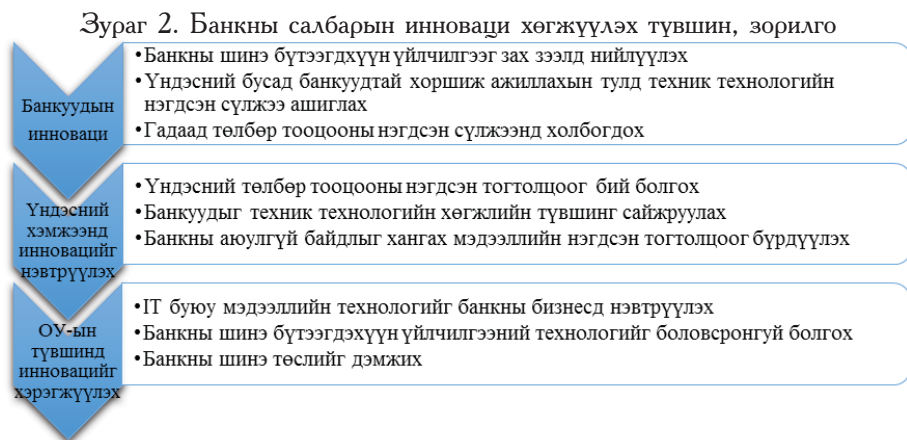 Зураг 2. Банкны салбарын инноваци хөгжүүлэх түвшин, зорилго
Банкуудын
инноваци
•Банкны шинэ бүтээгдхүүн үйлчилгээг зах зээлд нийлүүлэх
•Үндэсний бусад банкуудтай хоршиж ажиллахын тулд техник технологийн
нэгдсэн сүлжээ ашиглах
•Гадаад төлбөр тооцооны нэгдсэн сүлжээнд холбогдох
Үндэсний
хэмжээнд
инновацийг
нэвтрүүлэх
•Үндэсний төлбөр тооцооны нэгдсэн тогтолцоог бий болгох
•Банкуудыг техник технологийн хөгжлийн түвшинг сайжруулах
•Банкны аюулгүй байдлыг хангах мэдээллийн нэгдсэн тогтолцоог бүрдүүлэх
ОУ-ын
түвшинд
инновацийг
хэрэгжүүлэх
•IT буюу мэдээллийн технологийг банкны бизнесд нэвтрүүлэх
•Банкны шинэ бүтээгдэхүүн үйлчилгээний технологийг боловсронгуй болгох
•Банкны шинэ төслийг дэмжих